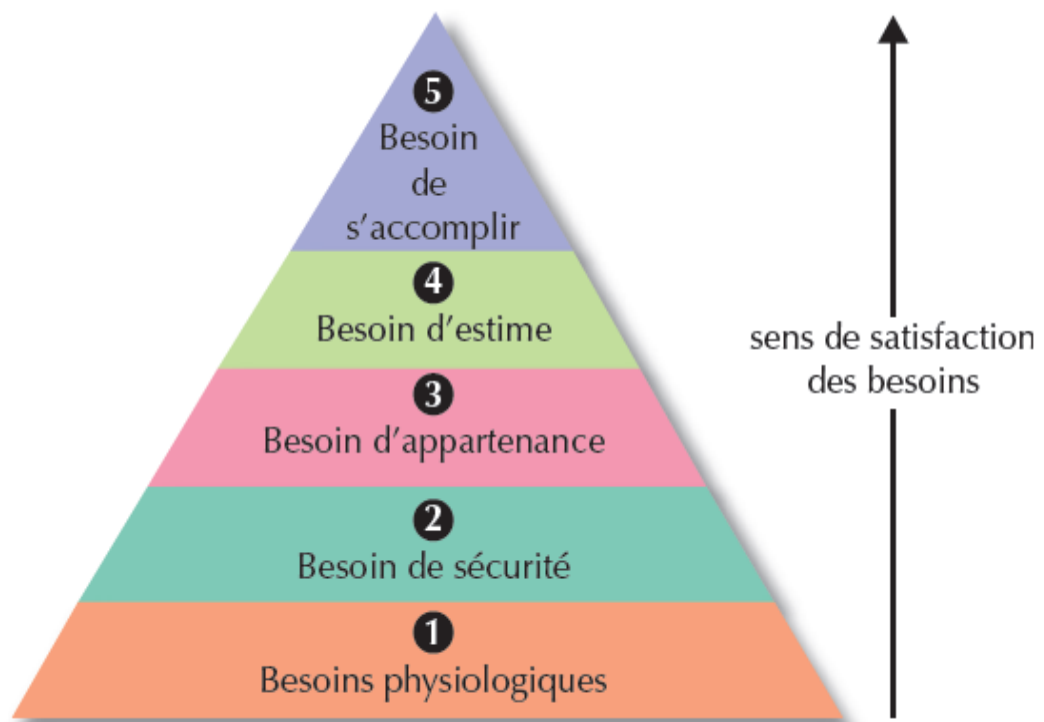 5
Besoin
de
s'accomplir
4
Besoin d'estime
3
Besoin d'appartenance
2
Besoin de sécurité
1
Besoins physiologiques
sens de satisfaction
des besoins